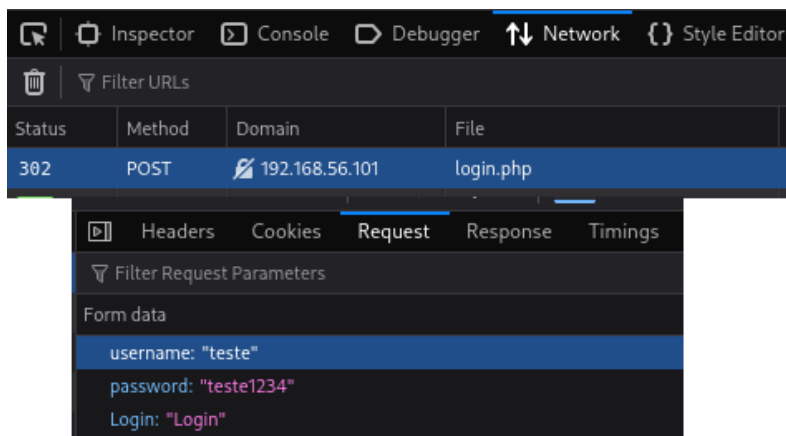 Inspector Console Debugger Network {} Style Editor
Filter URLs
Status Method Domain File
302 POST 192.168.56.101 login.php
Headers Cookies Request Response Timings
Filter Request Parameters
Form data
username: "teste"
password: "teste1234"
Login: "Login"